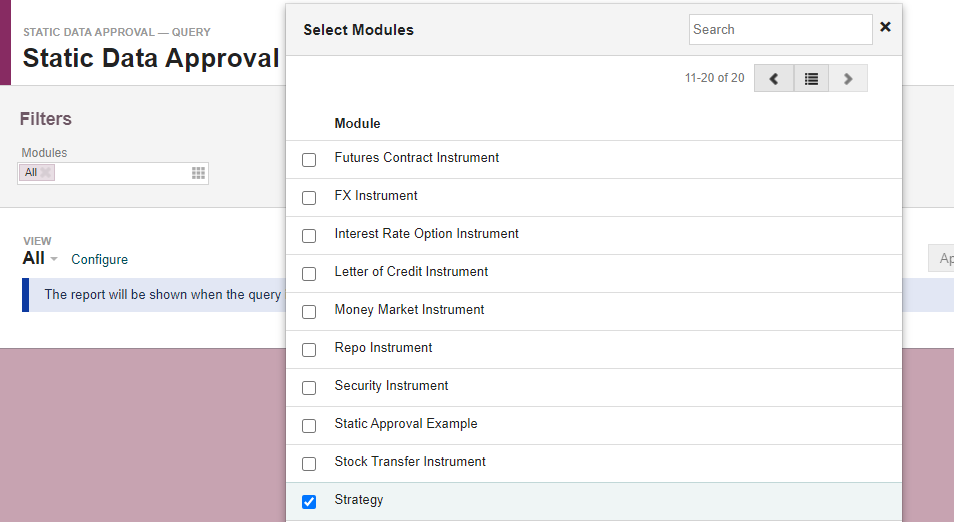 STATIC DATA APPROVAL — QUERY
Static Data Approval
Filters
Modules
All
VIEW
All Configure
The report will be shown when the query
Select Modules
Search
11-20 of 20
Module
Futures Contract Instrument
FX Instrument
Interest Rate Option Instrument
Letter of Credit Instrument
Money Market Instrument
Repo Instrument
Security Instrument
Static Approval Example
Stock Transfer Instrument
Strategy
Ap